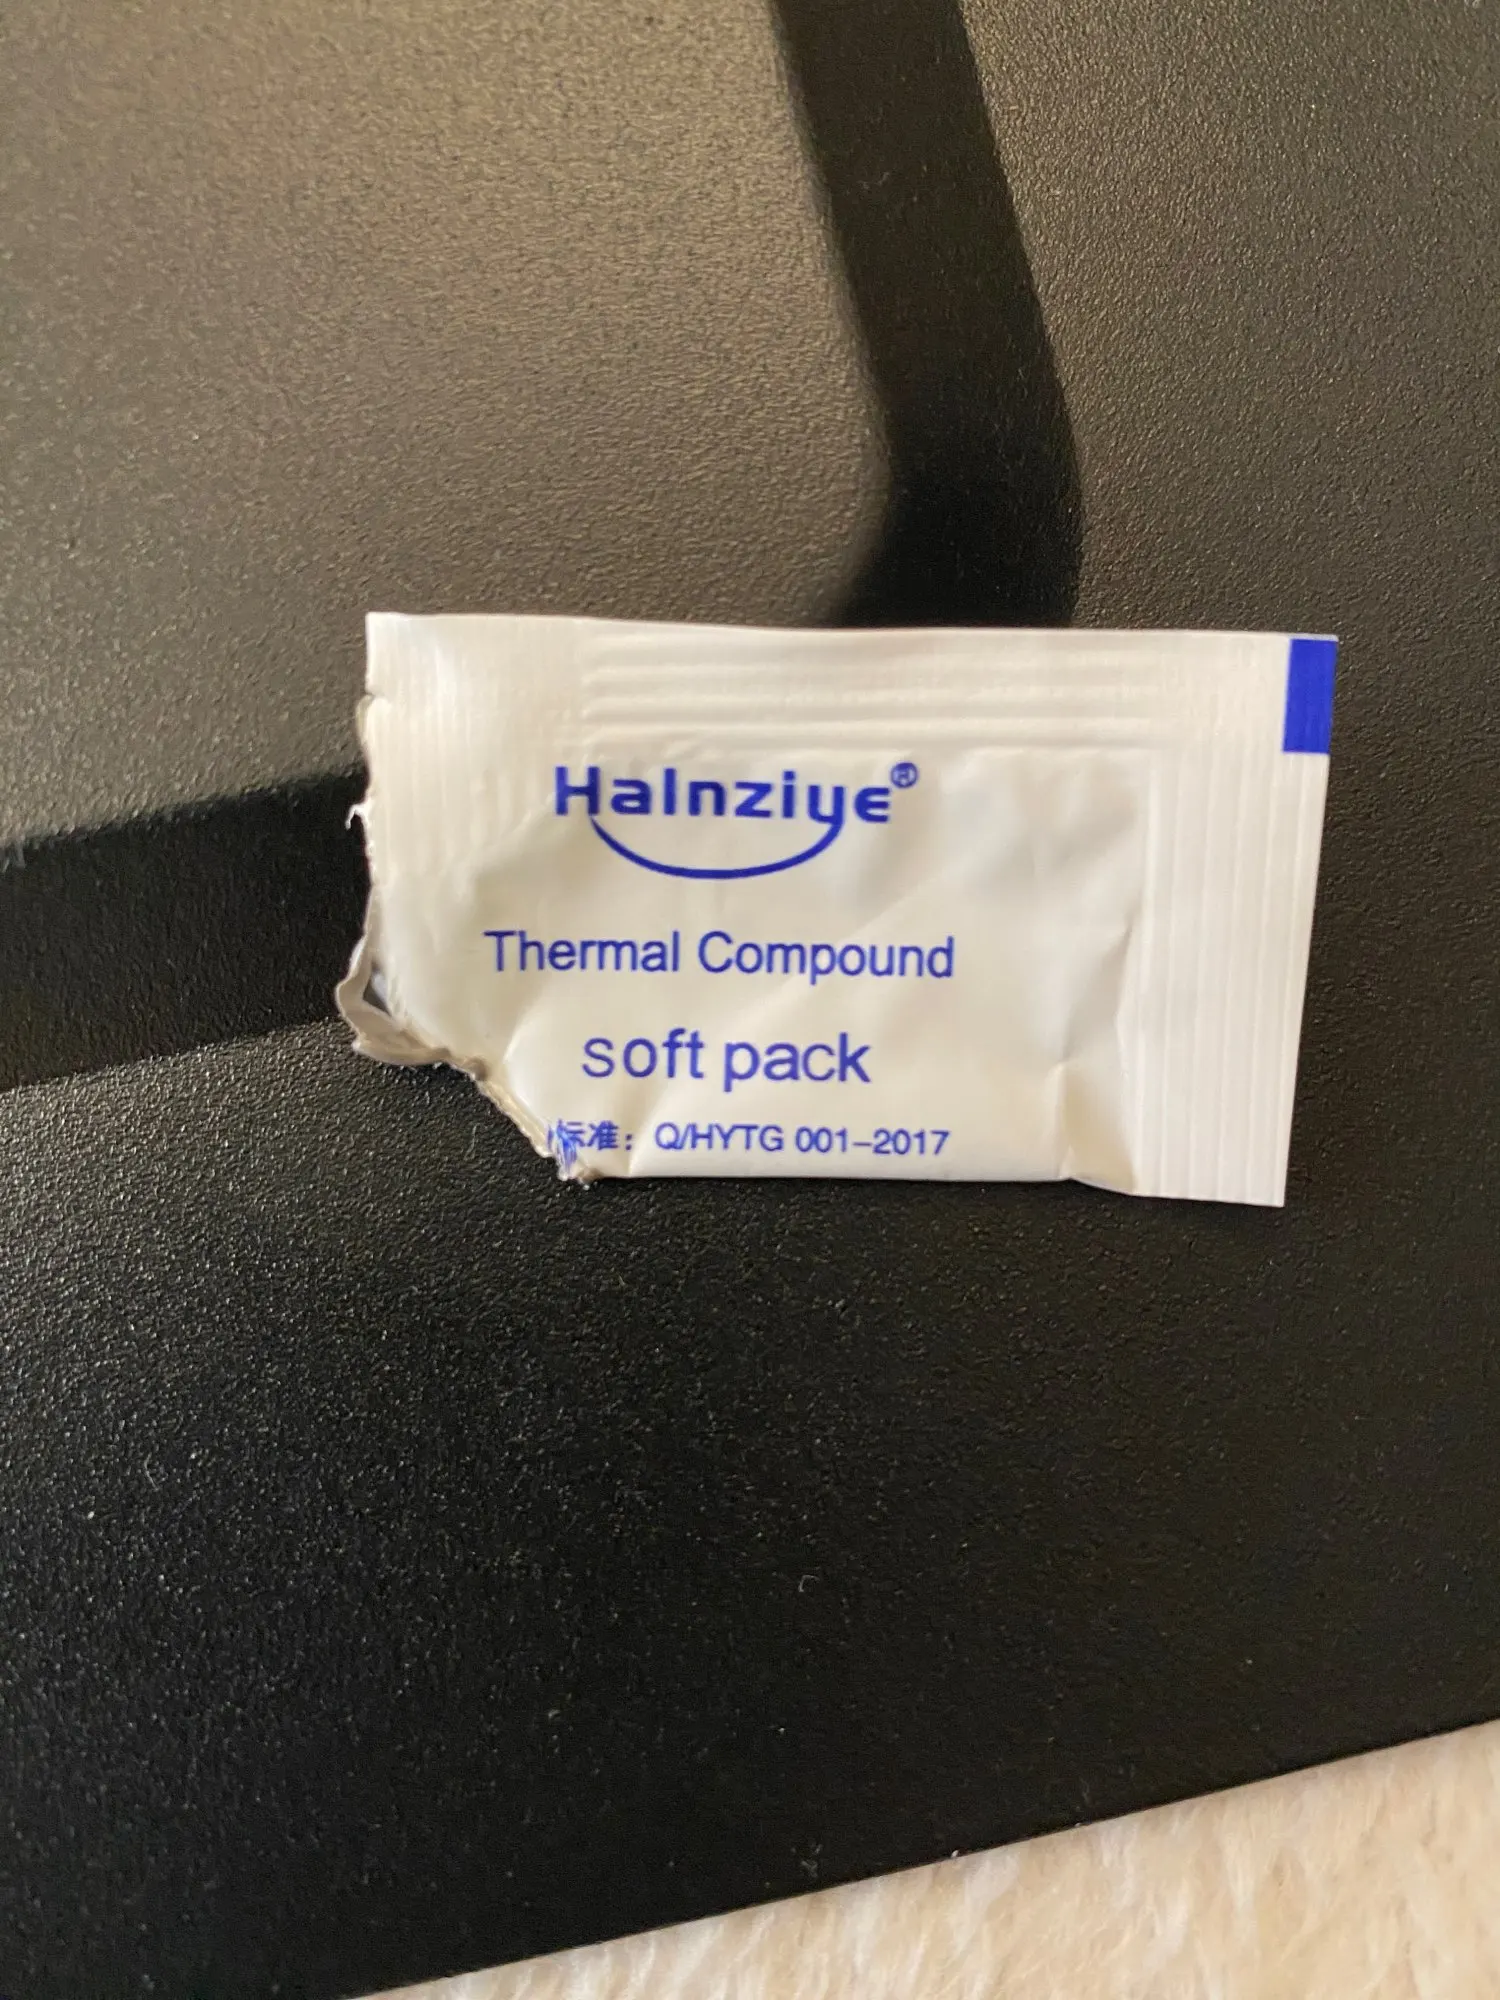 Halnziye®
Thermal Compound
soft pack
标准：Q/HYTG 001-2017